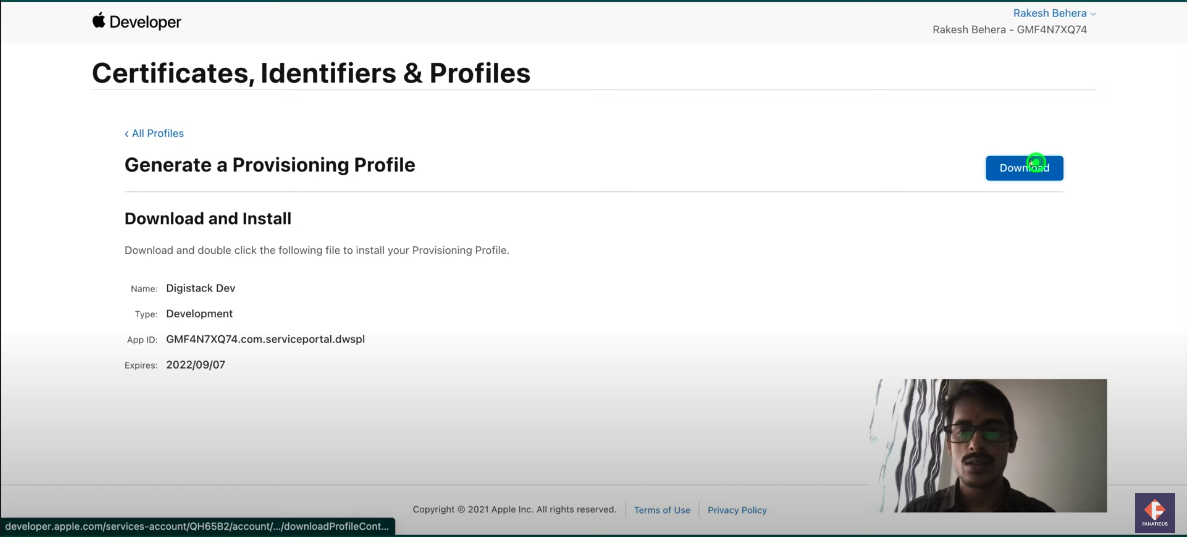 Developer
Rakesh Behera
Rakesh Behera - GMF4N7XQ74
Certificates, Identifiers & Profiles
‹ All Profiles
Generate a Provisioning Profile
Download
Download and Install
Download and double click the following file to install your Provisioning Profile.
Name: Digistack Dev
Type: Development
App ID: GMF4N7XQ74.com.serviceportal.dwspl
Expires: 2022/09/07
Copyright © 2021 Apple Inc. All rights reserved. Terms of Use Privacy Policy
developer.apple.com/services-account/QH65B2/account/.../downloadProfileCont...
FANATICUS